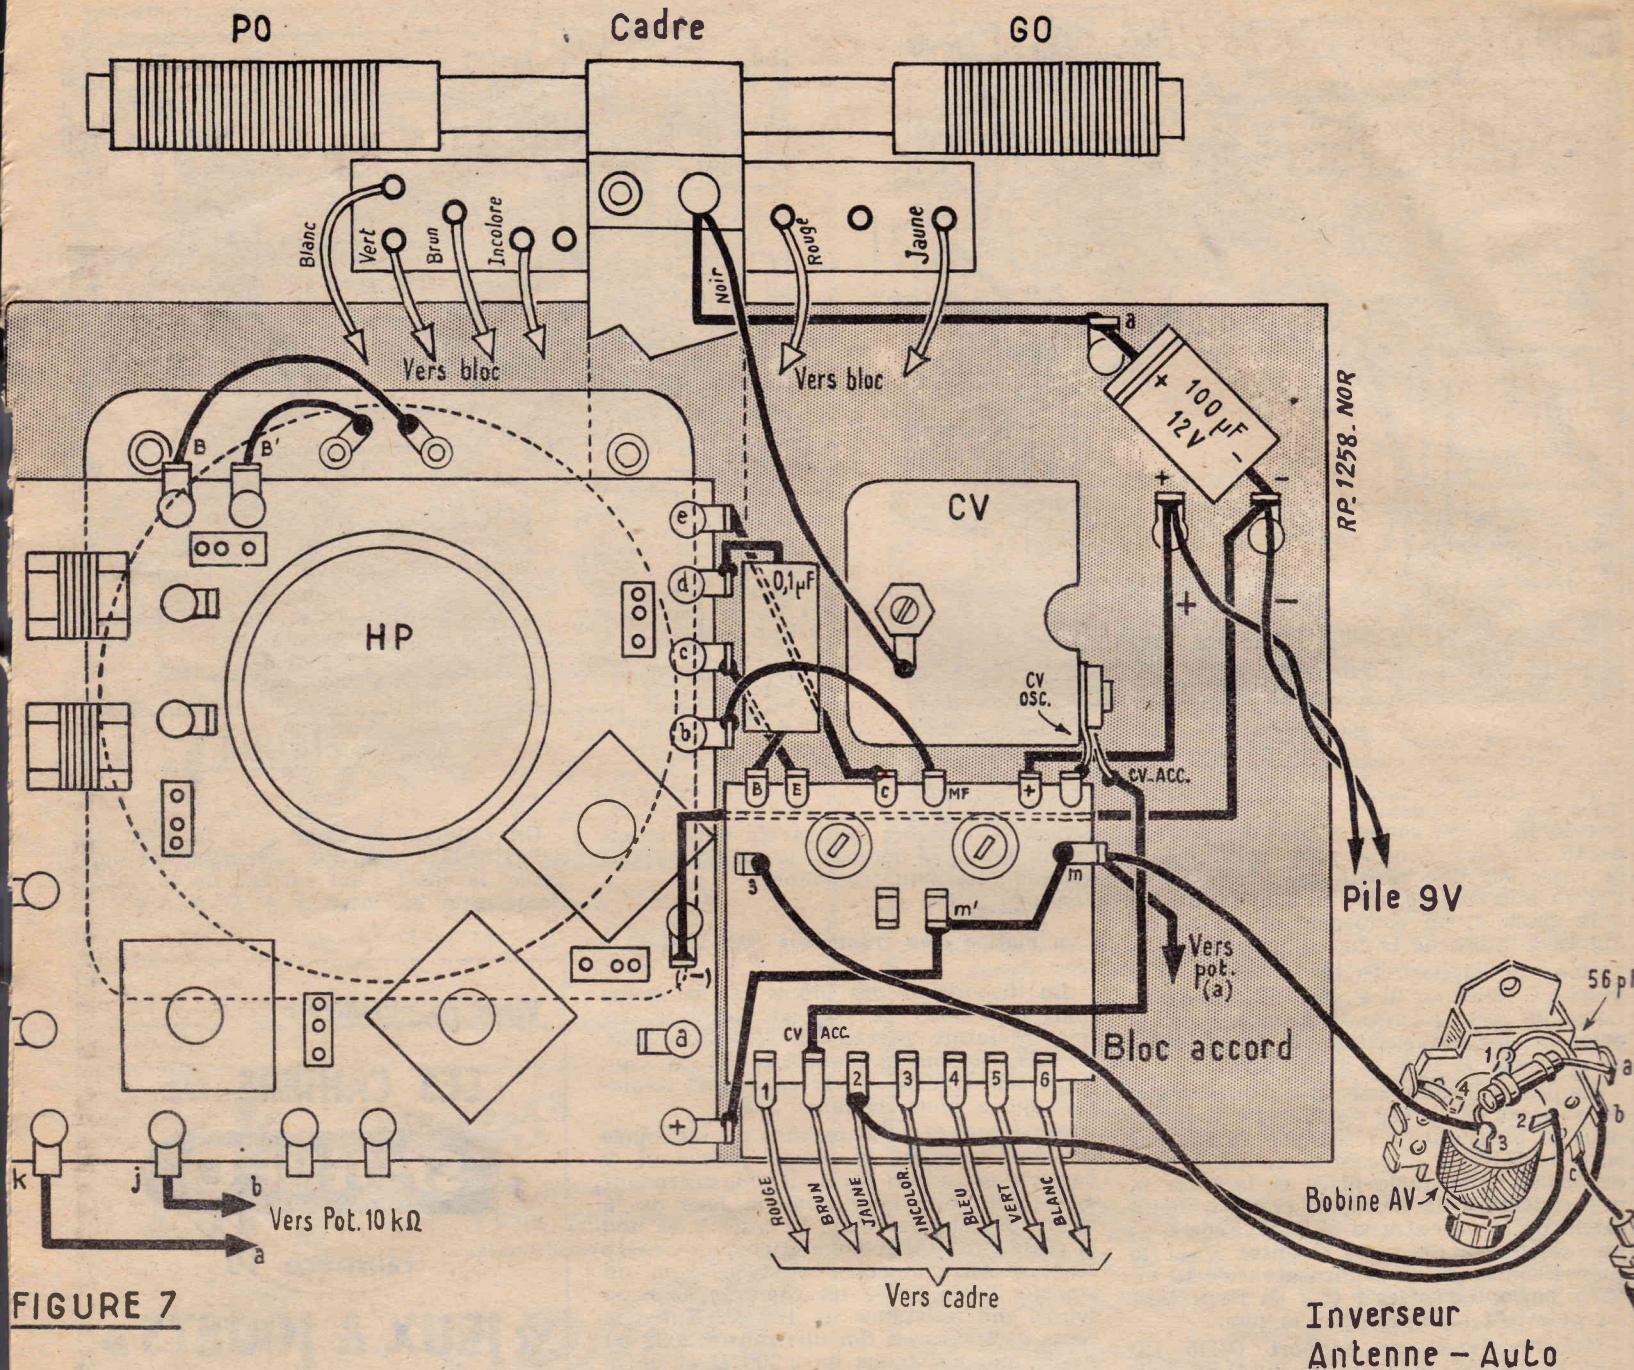 PO
Cadre
GO
Blanc
Vert
Brun
Incolore
Noir
Rouge
Jaune
Vers bloc
Vers bloc
a
+ 100 µF
12V -
RP. 1258. NOR
B
B'
+
-
e
CV
d
0,1µF
HP
+
-
c
CV
OSC.
b
CV-ACC.
B
E
C
MF
+
g
m
m'
Pile 9V
Vers
pot.
(a)
(-)
56 p
a
CV ACC.
Bloc accord
1
2
3
4
5
6
1
a
4
2
b
3
c
+
k
j
b
Vers Pot. 10 kΩ
a
ROUGE
BRUN
JAUNE
INCOLOR.
BLEU
VERT
BLANC
Bobine AV
Vers cadre
FIGURE 7
Inverseur
Antenne - Auto